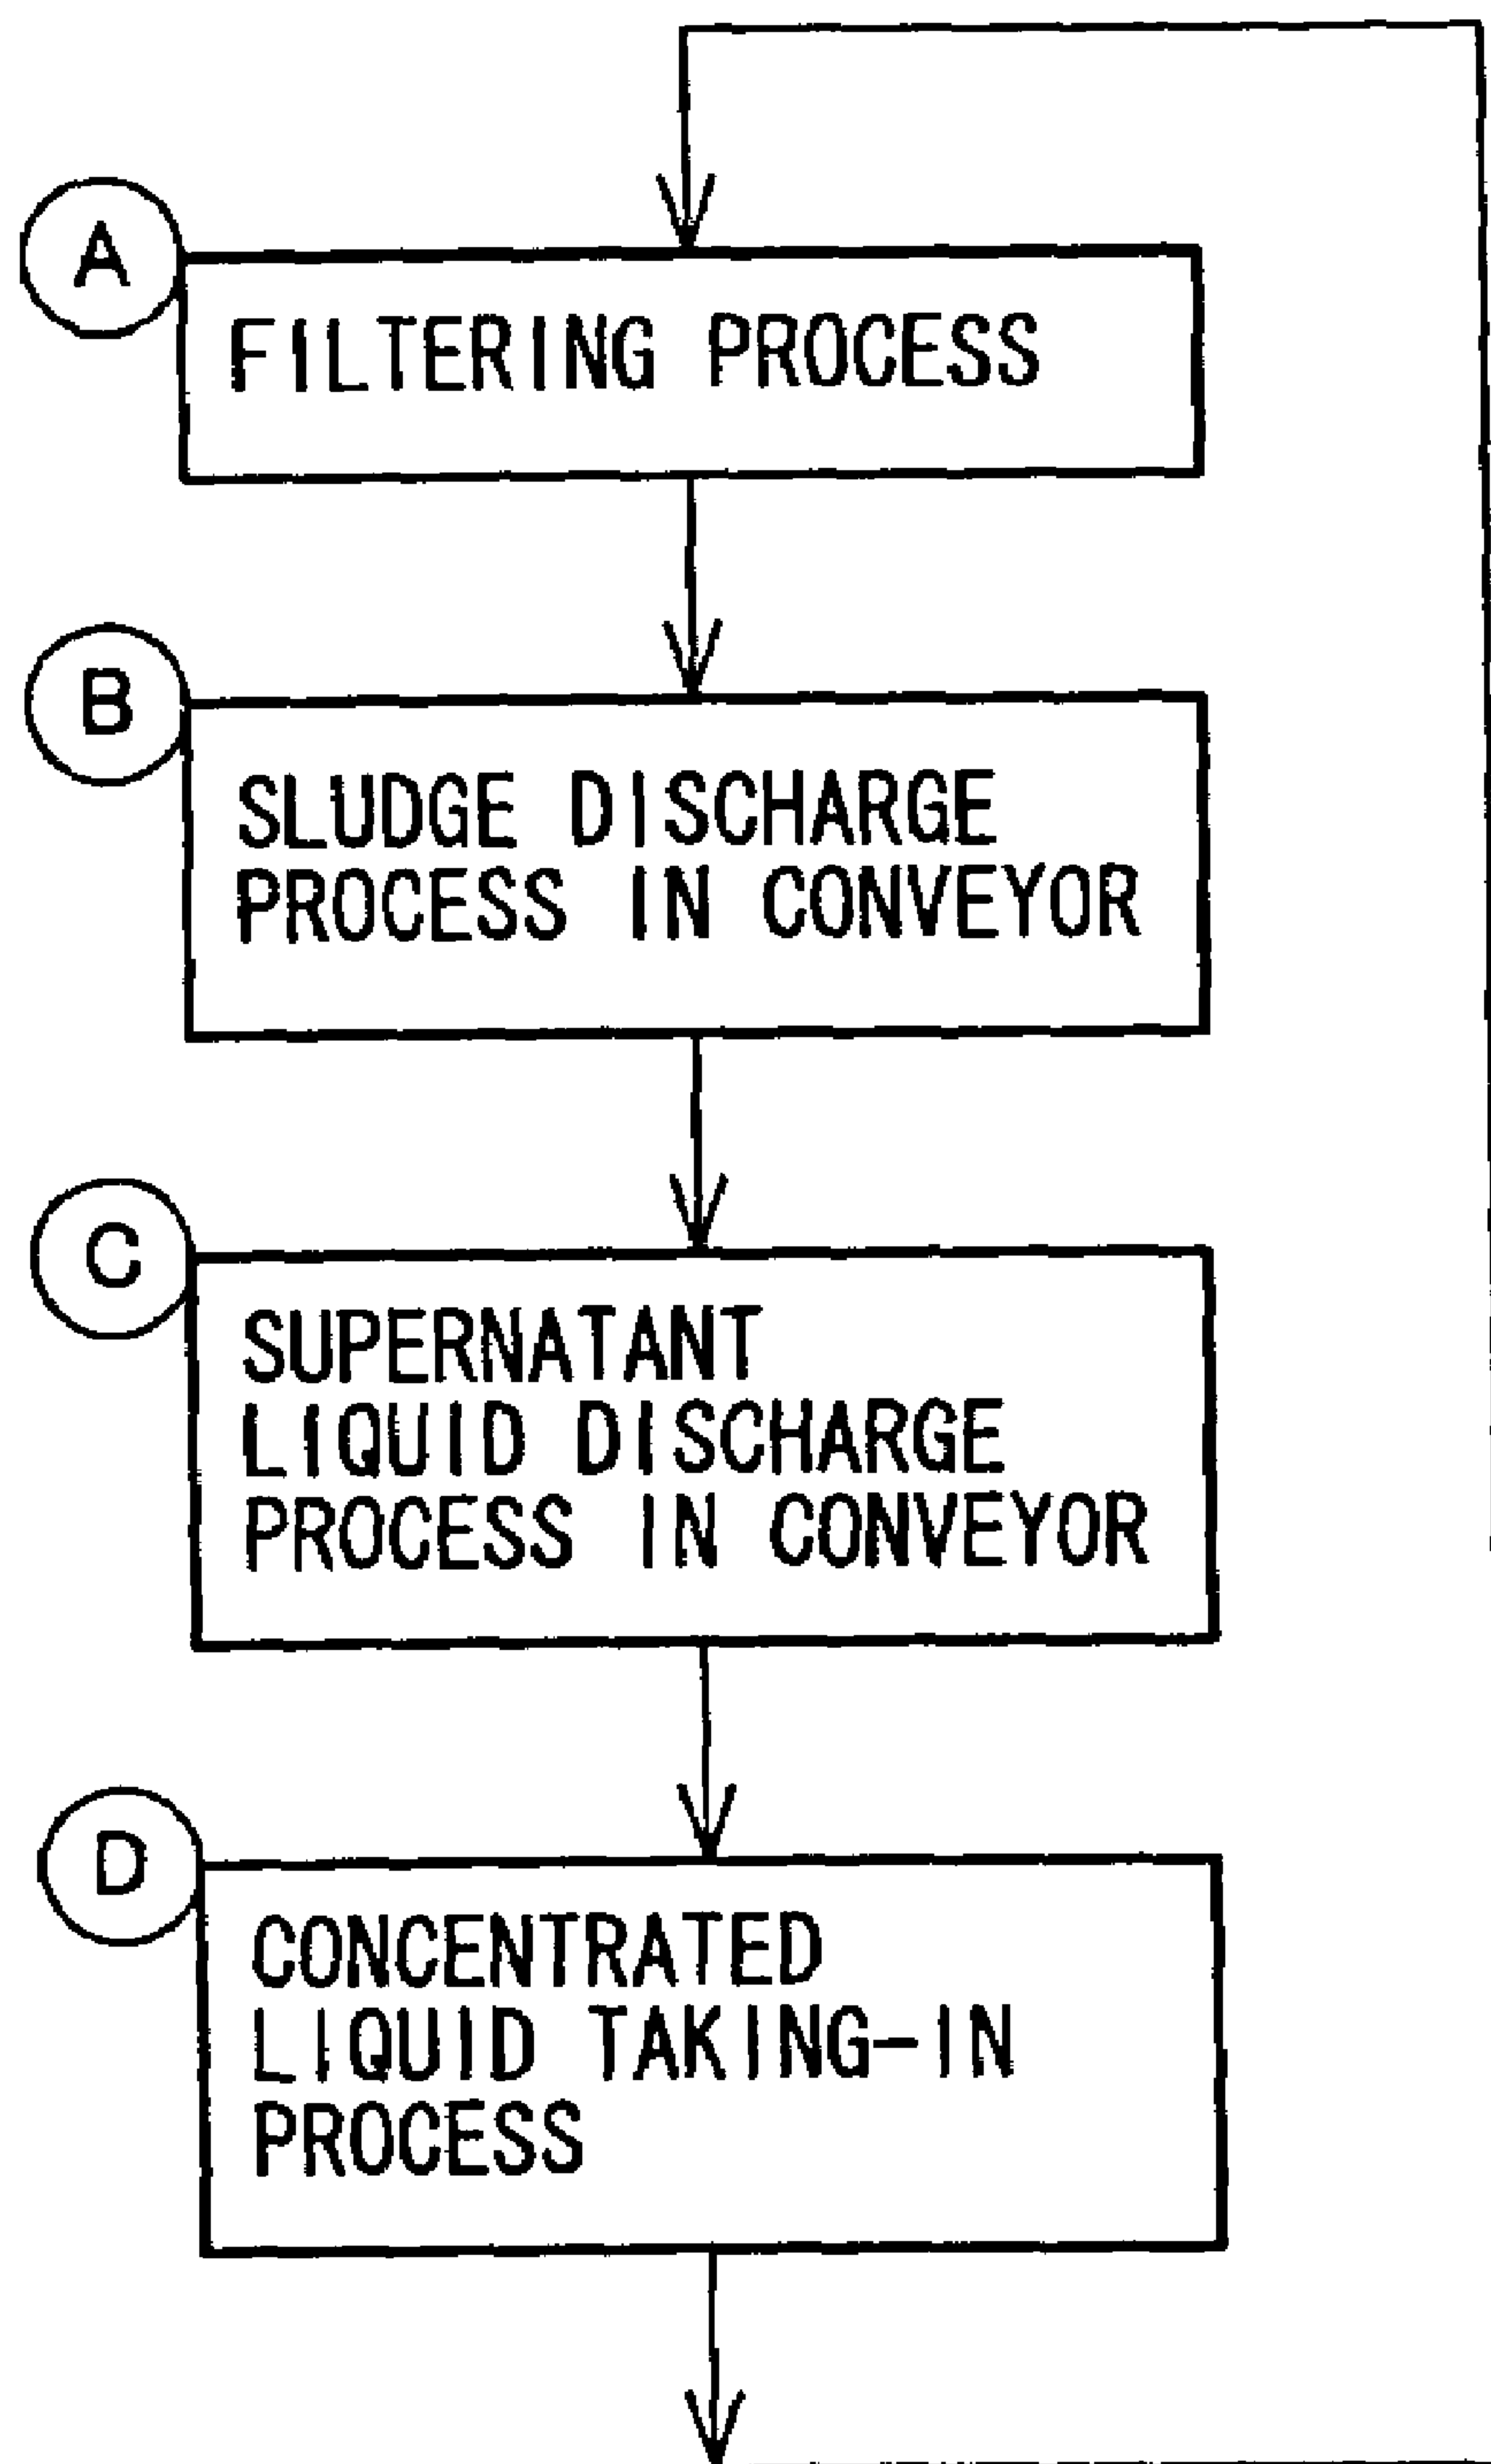 A
FILTERING PROCESS
B
SLUDGE DISCHARGE
PROCESS IN CONVEYOR
C
SUPERNATANT
LIQUID DISCHARGE
PROCESS IN CONVEYOR
D
CONCENTRATED
LIQUID TAKING-IN
PROCESS